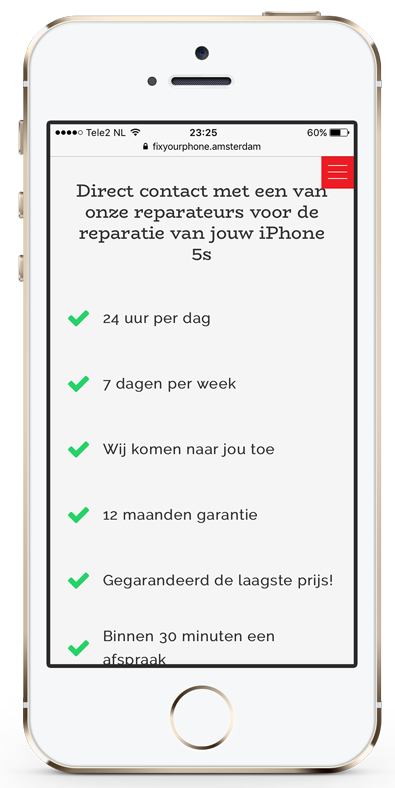 Tele2 NL 23:25 60%
fixyourphone.amsterdam
Direct contact met een van
onze reparateurs voor de
reparatie van jouw iPhone
5s
24 uur per dag
7 dagen per week
Wij komen naar jou toe
12 maanden garantie
Gegarandeerd de laagste prijs!
Binnen 30 minuten een
afspraak